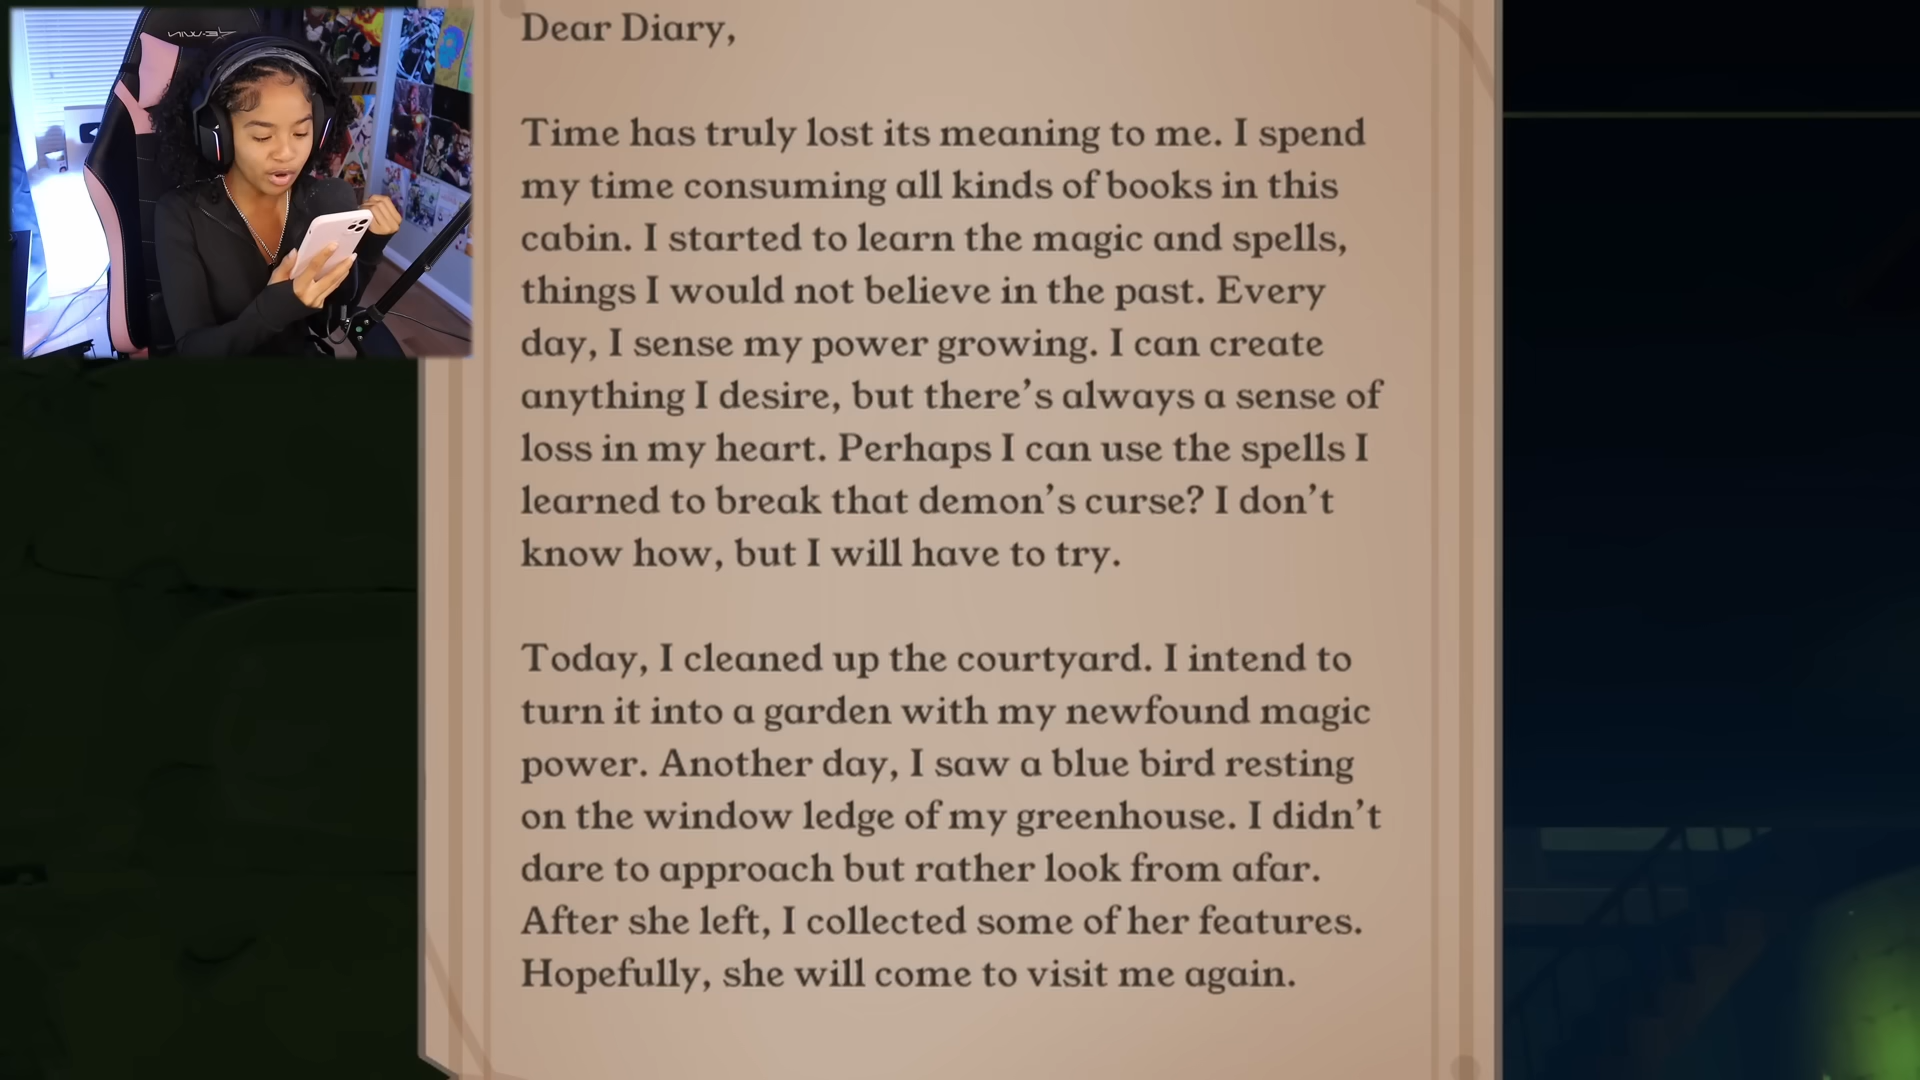 Dear Diary,
Time has truly lost its meaning to me. I spend
my time consuming all kinds of books in this
cabin. I started to learn the magic and spells,
things I would not believe in the past. Every
day, I sense my power growing. I can create
anything I desire, but there’s always a sense of
loss in my heart. Perhaps I can use the spells I
learned to break that demon’s curse? I don’t
know how, but I will have to try.
Today, I cleaned up the courtyard. I intend to
turn it into a garden with my newfound magic
power. Another day, I saw a blue bird resting
on the window ledge of my greenhouse. I didn’t
dare to approach but rather look from afar.
After she left, I collected some of her features.
Hopefully, she will come to visit me again.